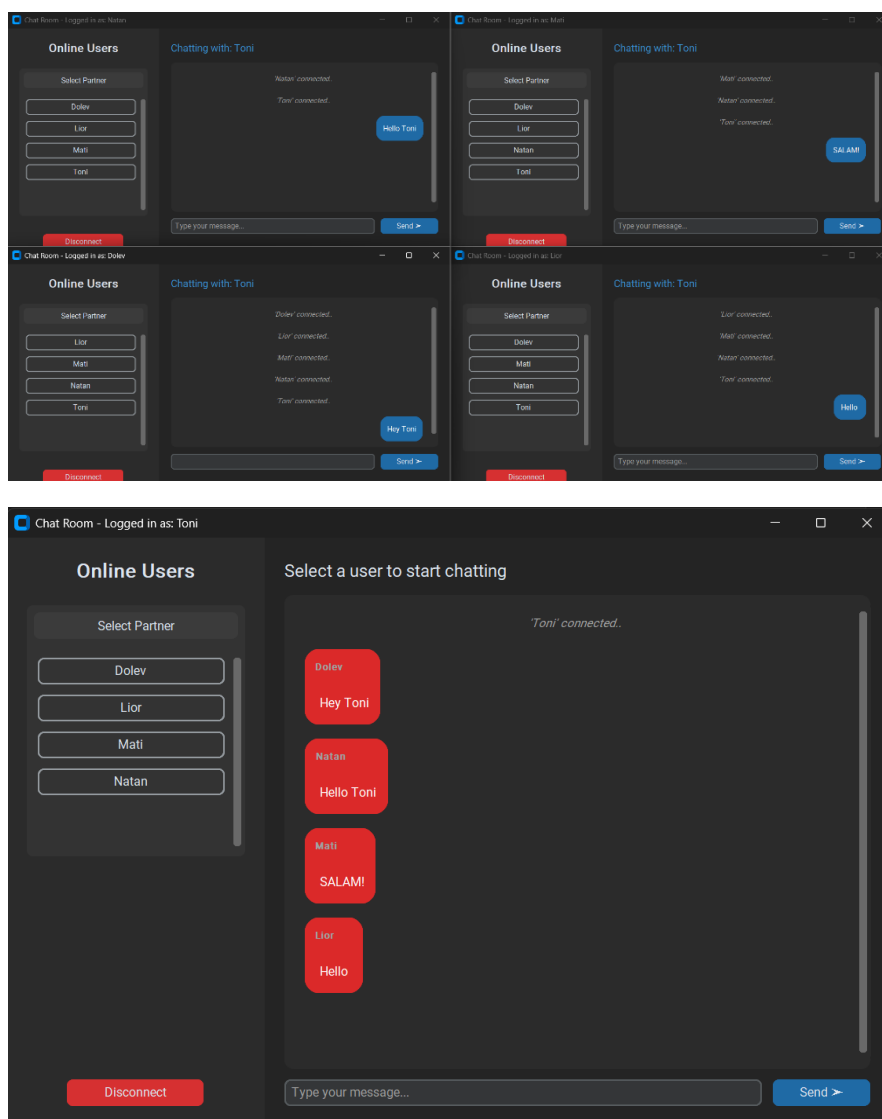 Chat Room - Logged in as: Natan
Online Users
Select Partner
Dolev
Lior
Mati
Toni
Disconnect
Chatting with: Toni
'Natan' connected..
'Toni' connected..
Hello Toni
Type your message...
Send ➣
Chat Room - Logged in as: Mati
Online Users
Select Partner
Dolev
Lior
Natan
Toni
Disconnect
Chatting with: Toni
'Mati' connected..
'Natan' connected..
'Toni' connected..
SALAM!
Type your message...
Send ➣
Chat Room - Logged in as: Dolev
Online Users
Select Partner
Lior
Mati
Natan
Toni
Disconnect
Chatting with: Toni
'Dolev' connected..
'Lior' connected..
'Mati' connected..
'Natan' connected..
'Toni' connected..
Hey Toni
Send ➣
Chat Room - Logged in as: Lior
Online Users
Select Partner
Dolev
Mati
Natan
Toni
Disconnect
Chatting with: Toni
'Lior' connected..
'Mati' connected..
'Natan' connected..
'Toni' connected..
Hello
Type your message...
Send ➣
Chat Room - Logged in as: Toni
Online Users
Select Partner
Dolev
Lior
Mati
Natan
Disconnect
Select a user to start chatting
'Toni' connected..
Dolev
Hey Toni
Natan
Hello Toni
Mati
SALAM!
Lior
Hello
Type your message...
Send ➣